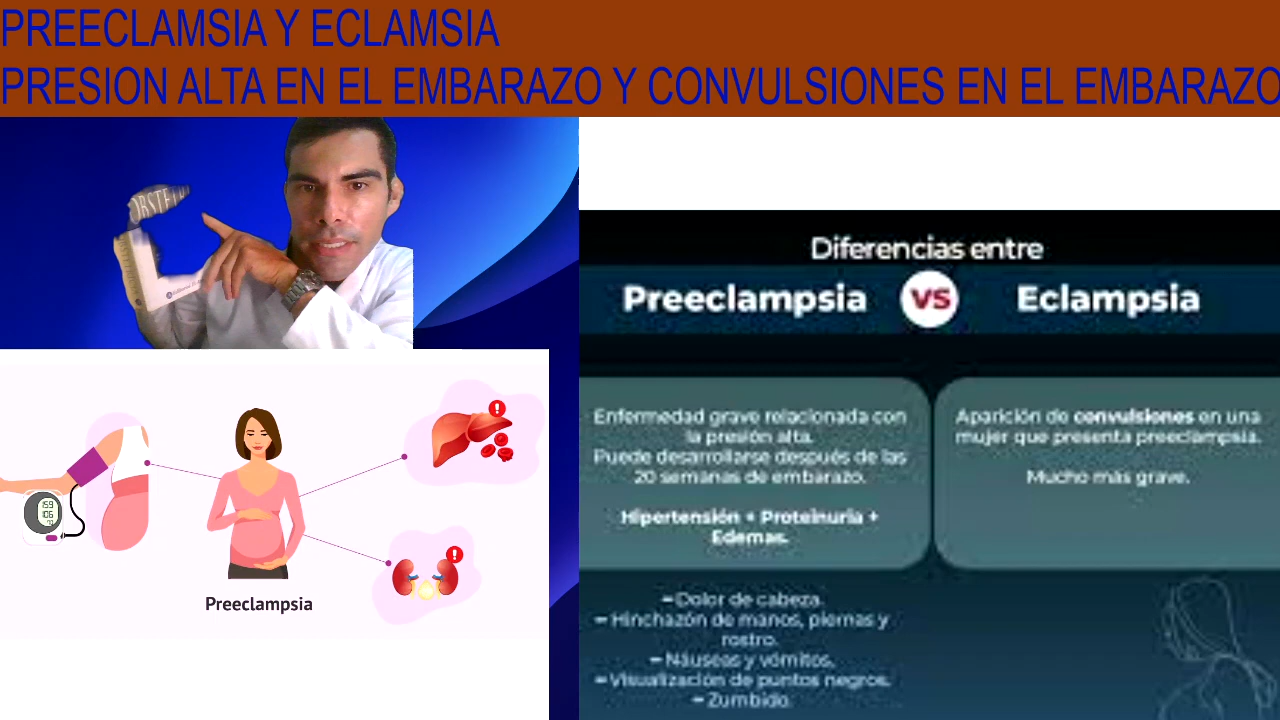 PREECLAMSIA Y ECLAMSIA
PRESION ALTA EN EL EMBARAZO Y CONVULSIONES EN EL EMBARAZO
159
106
Preeclampsia
Diferencias entre
Preeclampsia VS Eclampsia
Enfermedad grave relacionada con
la presión alta.
Puede desarrollarse después de las
20 semanas de embarazo.
Hipertensión + Proteinuria +
Edemas.
Aparición de convulsiones en una
mujer que presenta preeclampsia.
Mucho más grave.
-Dolor de cabeza.
-Hinchazón de manos, piernas y
rostro.
-Náuseas y vómitos.
-Visualización de puntos negros.
-Zumbido.